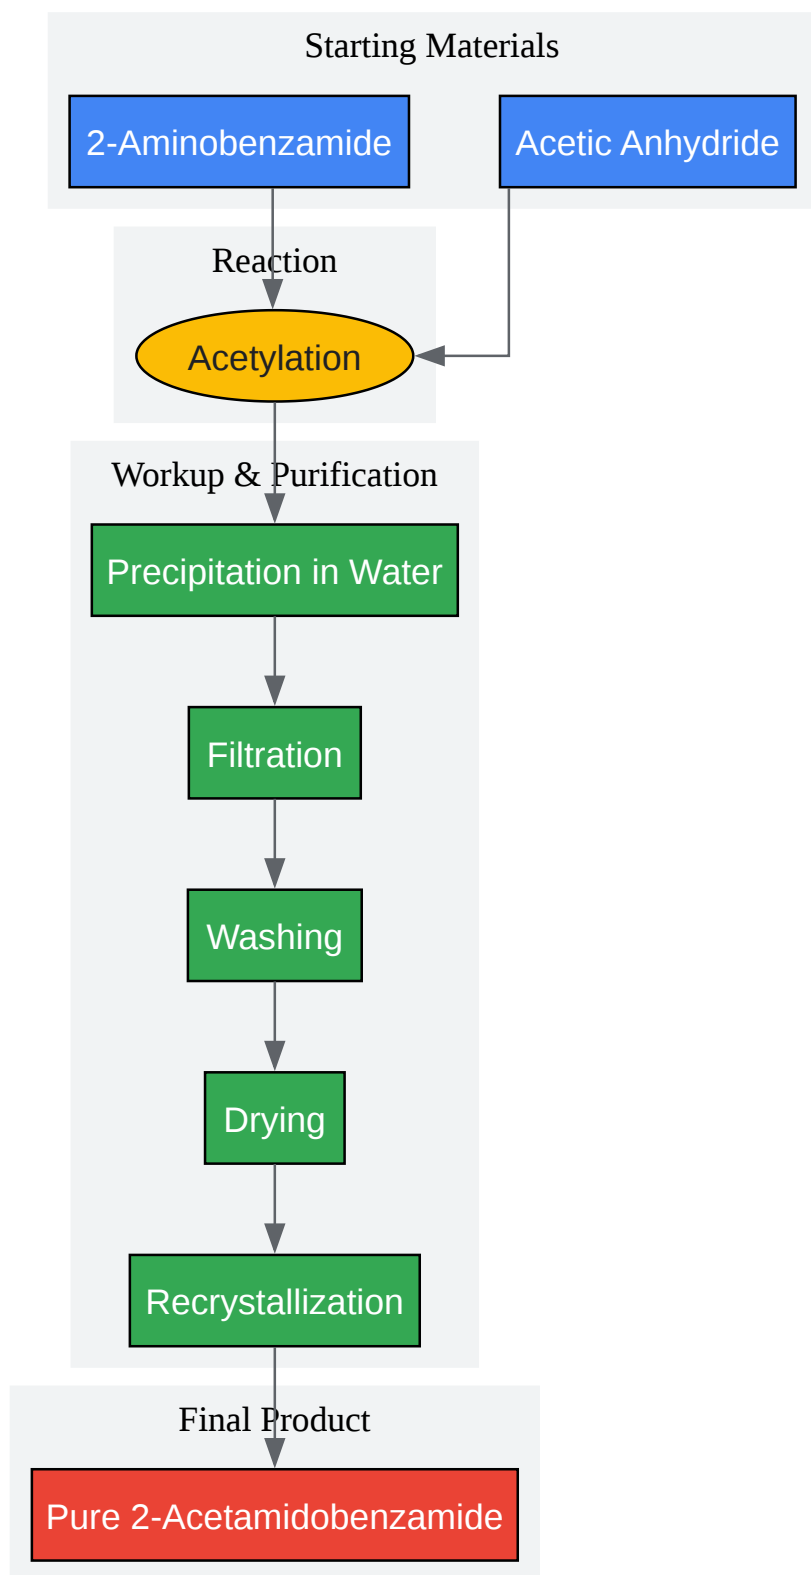 Starting Materials
2-Aminobenzamide
Acetic Anhydride
Reaction
Acetylation
Workup & Purification
Precipitation in Water
Filtration
Washing
Drying
Recrystallization
Final Product
Pure 2-Acetamidobenzamide